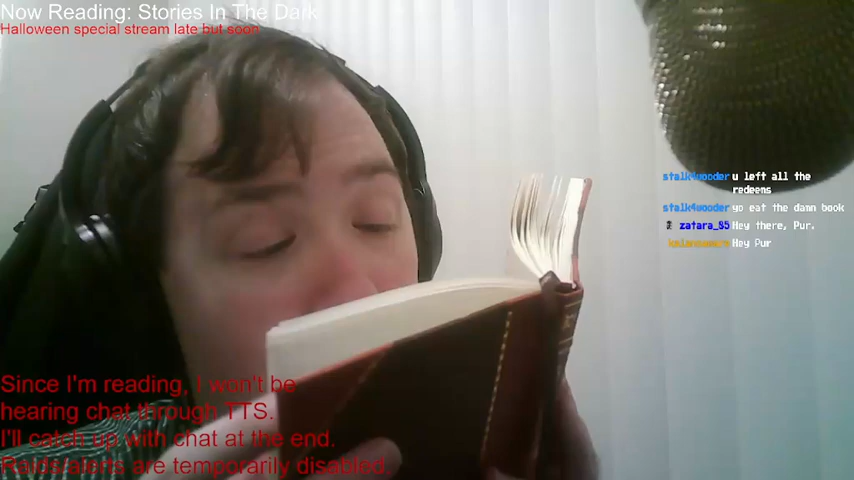 Now Reading: Stories In The Dark
Halloween special stream late but soon
stalk4wooder u left all the
redeems
stalk4wooder yo eat the damn book
zatara_85 Hey there, Pur.
Hey Pur
Since I'm reading, I won't be
hearing chat through TTS.
I'll catch up with chat at the end.
Raids/alerts are temporarily disabled.